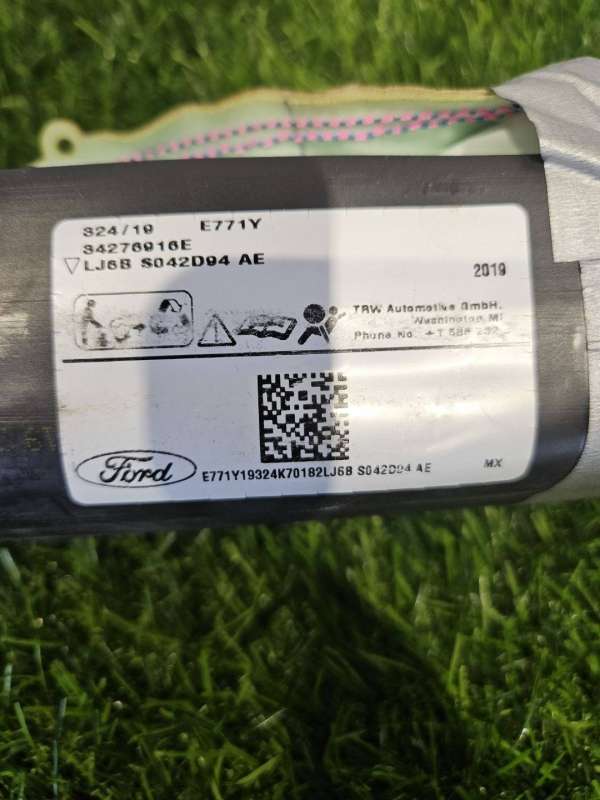 324/19 E771Y
34276916E
▽ LJ6B S042D94 AE
2019
TRW Automotive GmbH.
Washington MI
Phone No.
Ford
E771Y19324K70182LJ6B S042D94 AE
MX